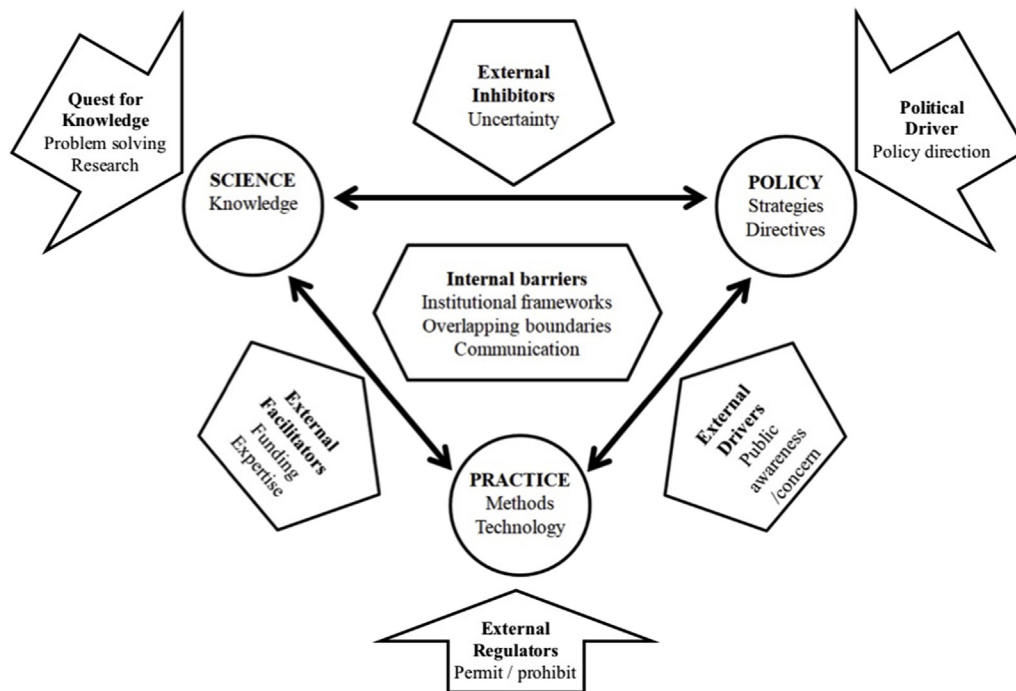 External
Inhibitors
Uncertainty
Quest for
Knowledge
Problem solving
Research
Political
Driver
Policy direction
SCIENCE
Knowledge
POLICY
Strategies
Directives
Internal barriers
Institutional frameworks
Overlapping boundaries
Communication
External
Facilitators
Funding
Expertise
External
Drivers
Public
awareness
/concern
PRACTICE
Methods
Technology
External
Regulators
Permit / prohibit